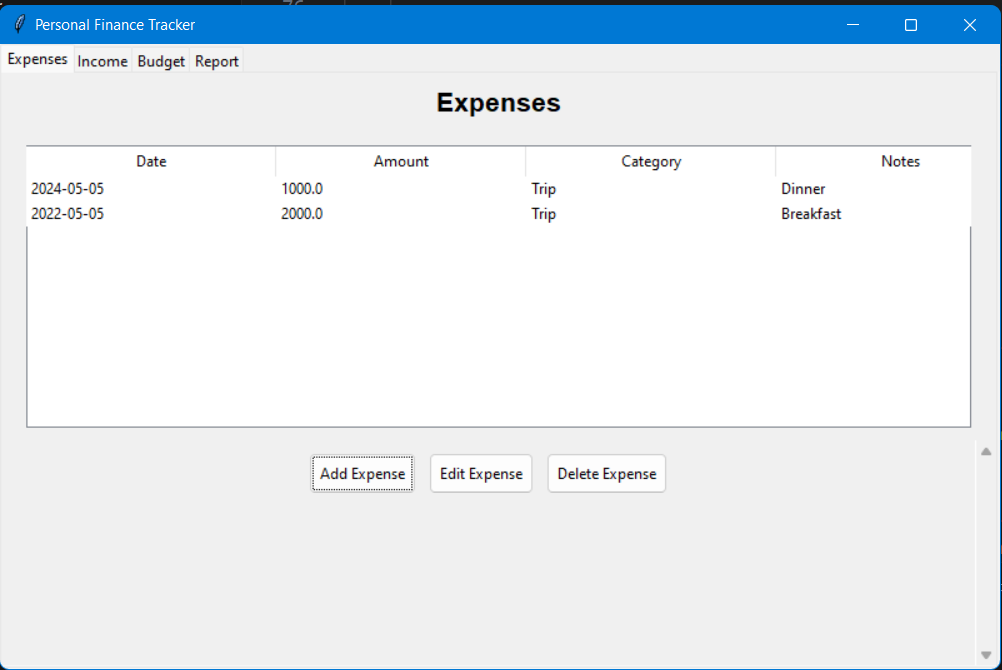 Personal Finance Tracker
Expenses Income Budget Report
Expenses
Date Amount Category Notes
2024-05-05 1000.0 Trip Dinner
2022-05-05 2000.0 Trip Breakfast
Add Expense Edit Expense Delete Expense